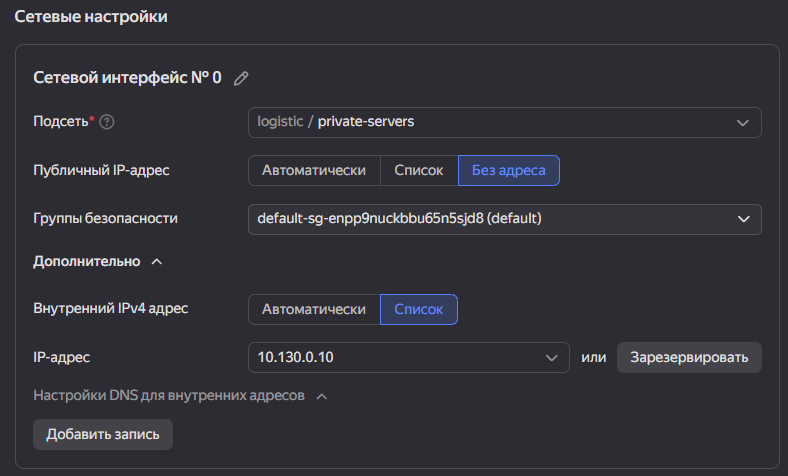 Сетевые настройки
Сетевой интерфейс № 0
Подсеть* logistic / private-servers
Публичный IP-адрес Автоматически Список Без адреса
Группы безопасности default-sg-enpp9nuckbbu65n5sjd8 (default)
Дополнительно
Внутренний IPv4 адрес Автоматически Список
IP-адрес 10.130.0.10 или Зарезервировать
Настройки DNS для внутренних адресов
Добавить запись